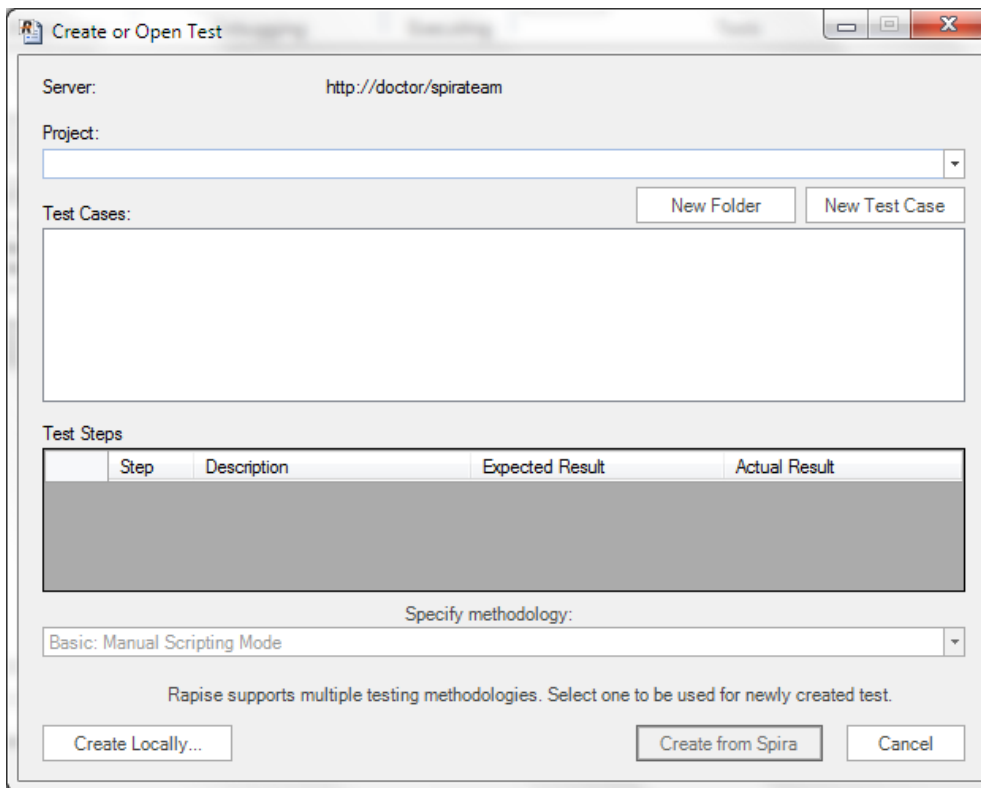 Create or Open Test
Server: http://doctor/spirateam
Project:
New Folder New Test Case
Test Cases:
Test Steps
Step Description Expected Result Actual Result
Specify methodology:
Basic: Manual Scripting Mode
Rapise supports multiple testing methodologies. Select one to be used for newly created test.
Create Locally... Create from Spira Cancel